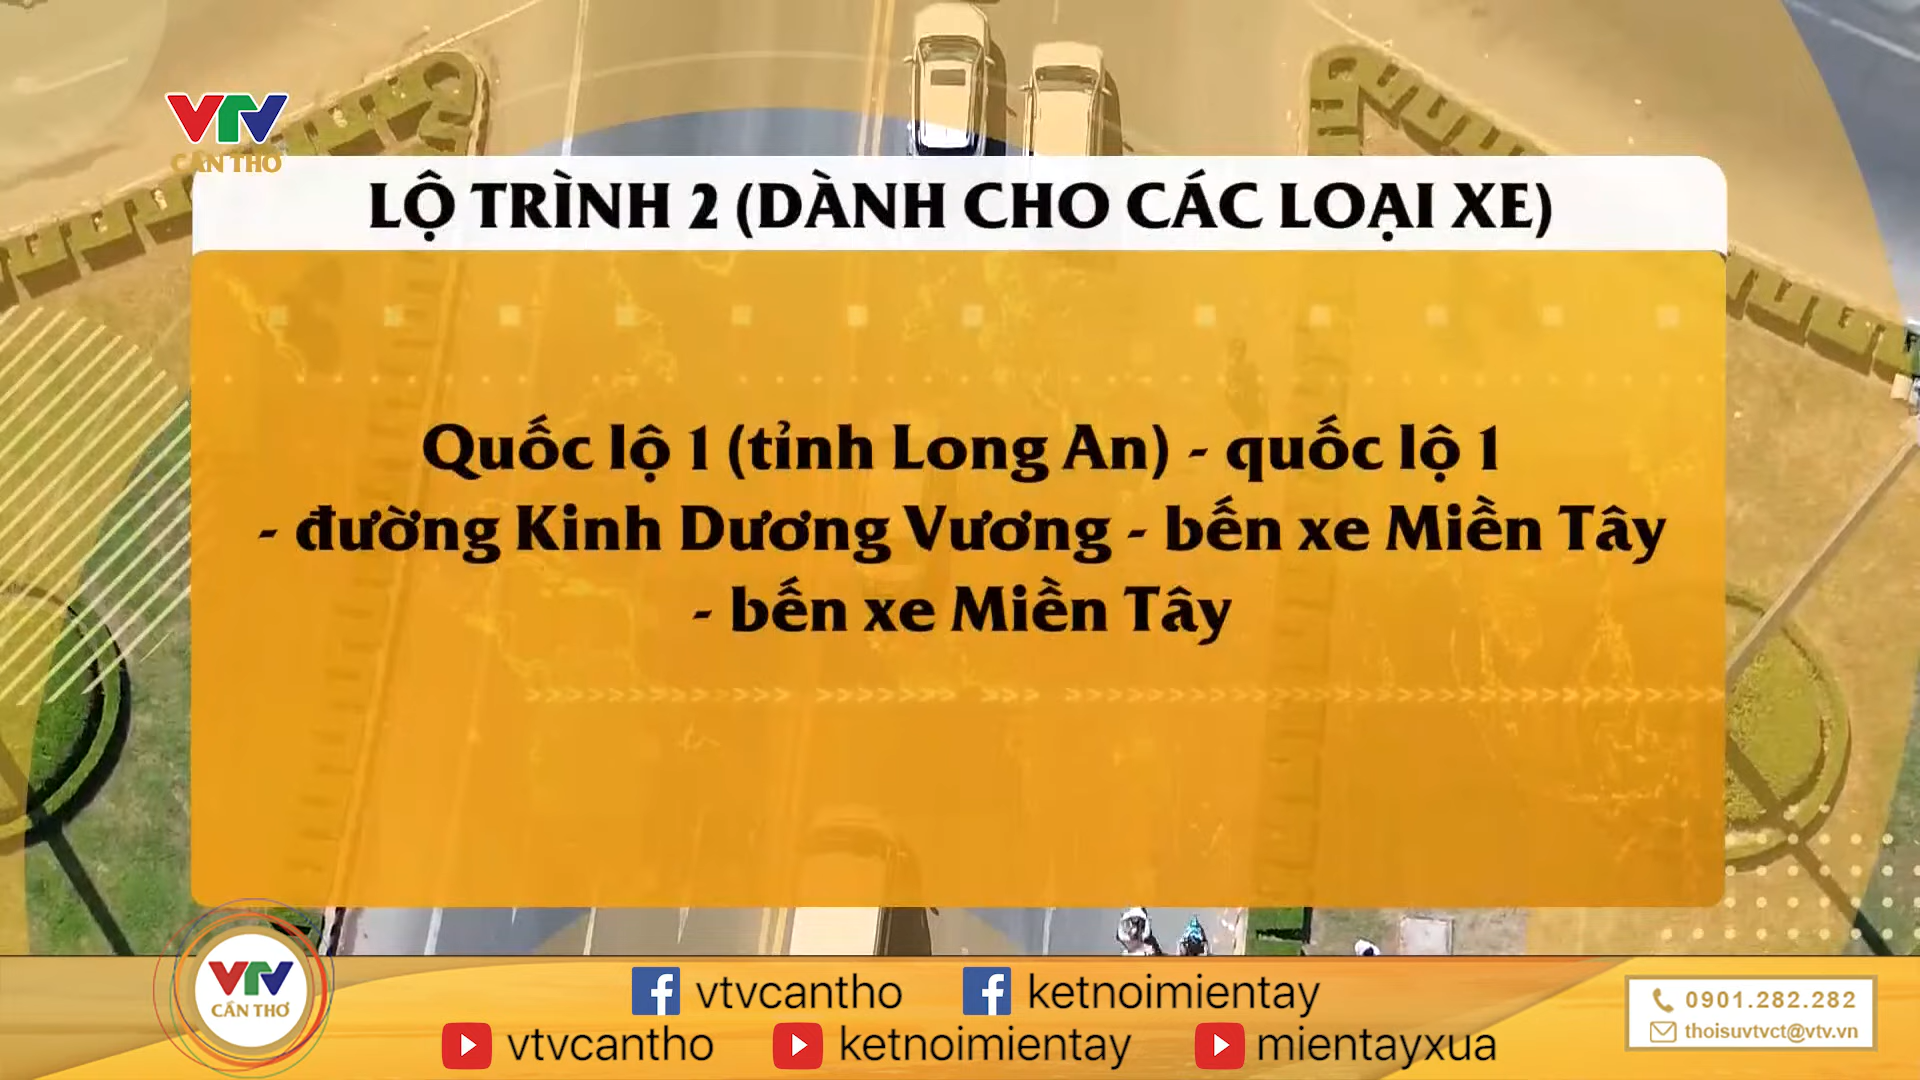 VTV
CẦN THƠ
LỘ TRÌNH 2 (DÀNH CHO CÁC LOẠI XE)
Quốc lộ 1 (tỉnh Long An) - quốc lộ 1
- đường Kinh Dương Vương - bến xe Miền Tây
- bến xe Miền Tây
VTV
CẦN THƠ
vtvcantho ketnoimientay
vtvcantho ketnoimientay mientayxua
0901.282.282
thoisuvtvct@vtv.vn